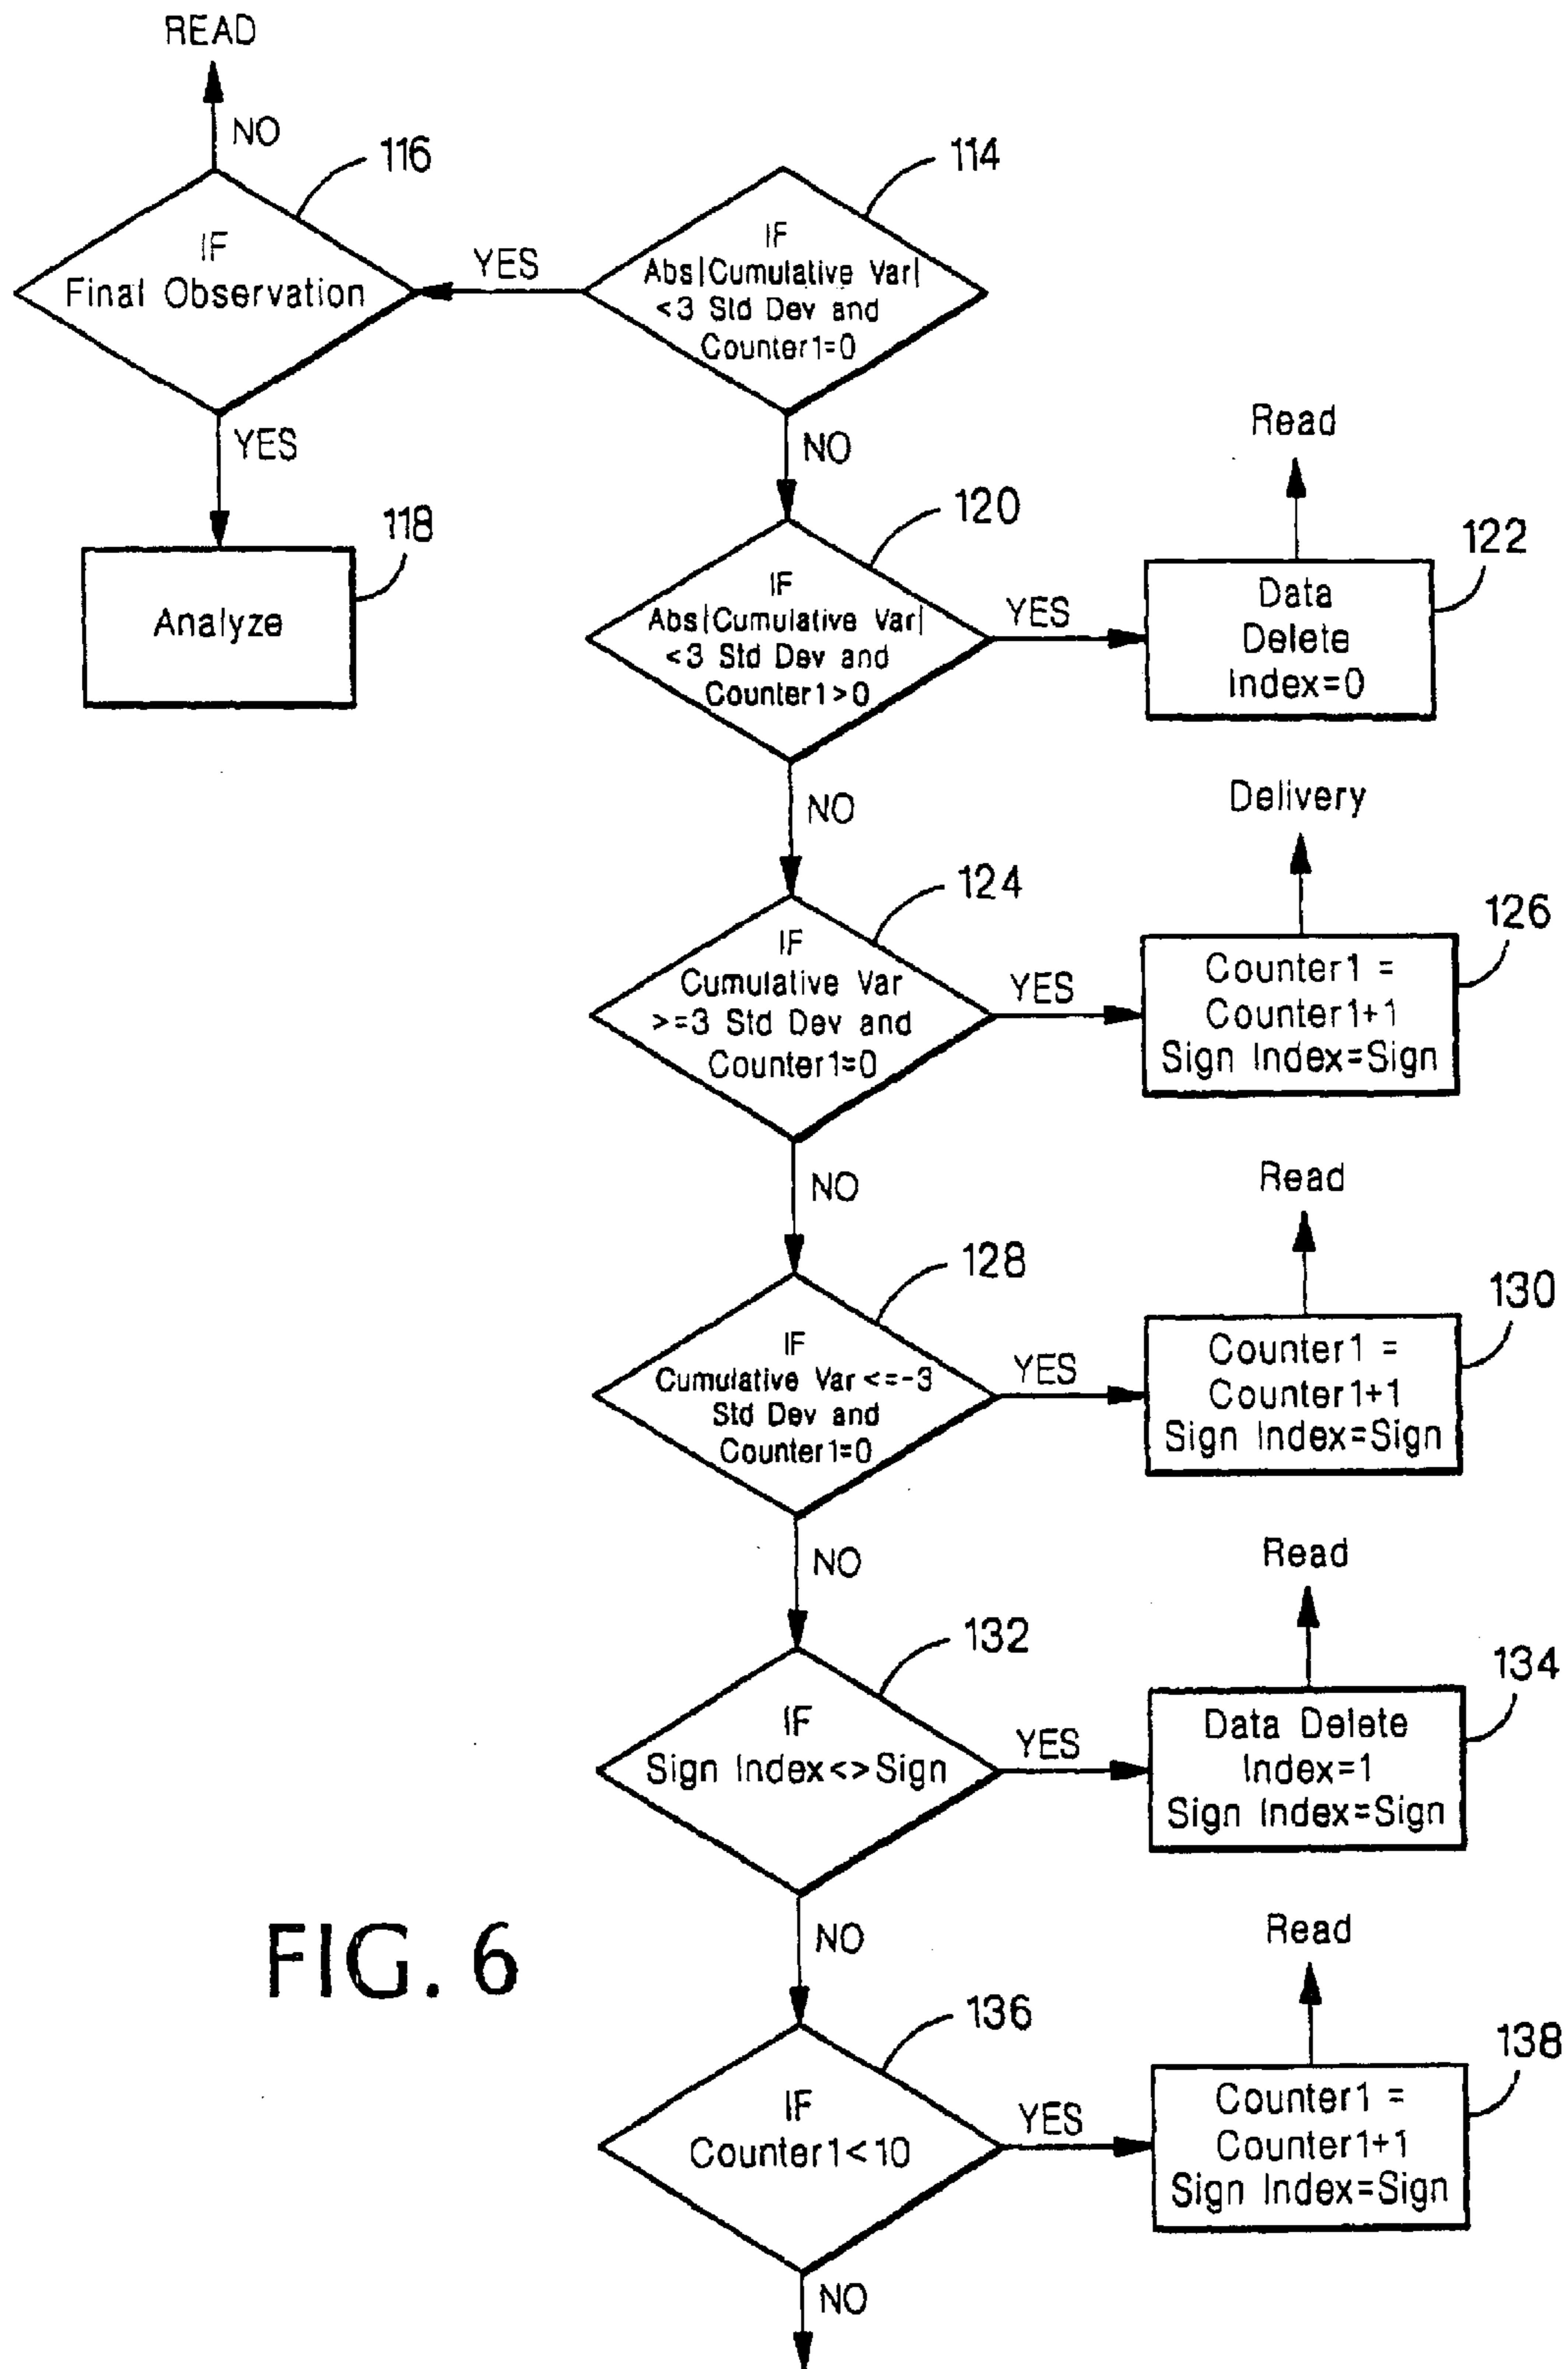 READ
NO
116
IF
Final Observation
YES
114
IF
Abs|Cumulative Var|
<3 Std Dev and
Counter1=0
YES
118
Analyze
NO
120
IF
Abs|Cumulative Var|
<3 Std Dev and
Counter1>0
YES
Read
122
Data
Delete
Index=0
NO
124
IF
Cumulative Var
>=3 Std Dev and
Counter1=0
YES
Delivery
126
Counter1 =
Counter1+1
Sign Index=Sign
NO
128
IF
Cumulative Var<=-3
Std Dev and
Counter1=0
YES
Read
130
Counter1 =
Counter1+1
Sign Index=Sign
NO
132
IF
Sign Index<>Sign
YES
Read
134
Data Delete
Index=1
Sign Index=Sign
NO
136
IF
Counter1<10
YES
Read
138
Counter1 =
Counter1+1
Sign Index=Sign
NO
FIG. 6